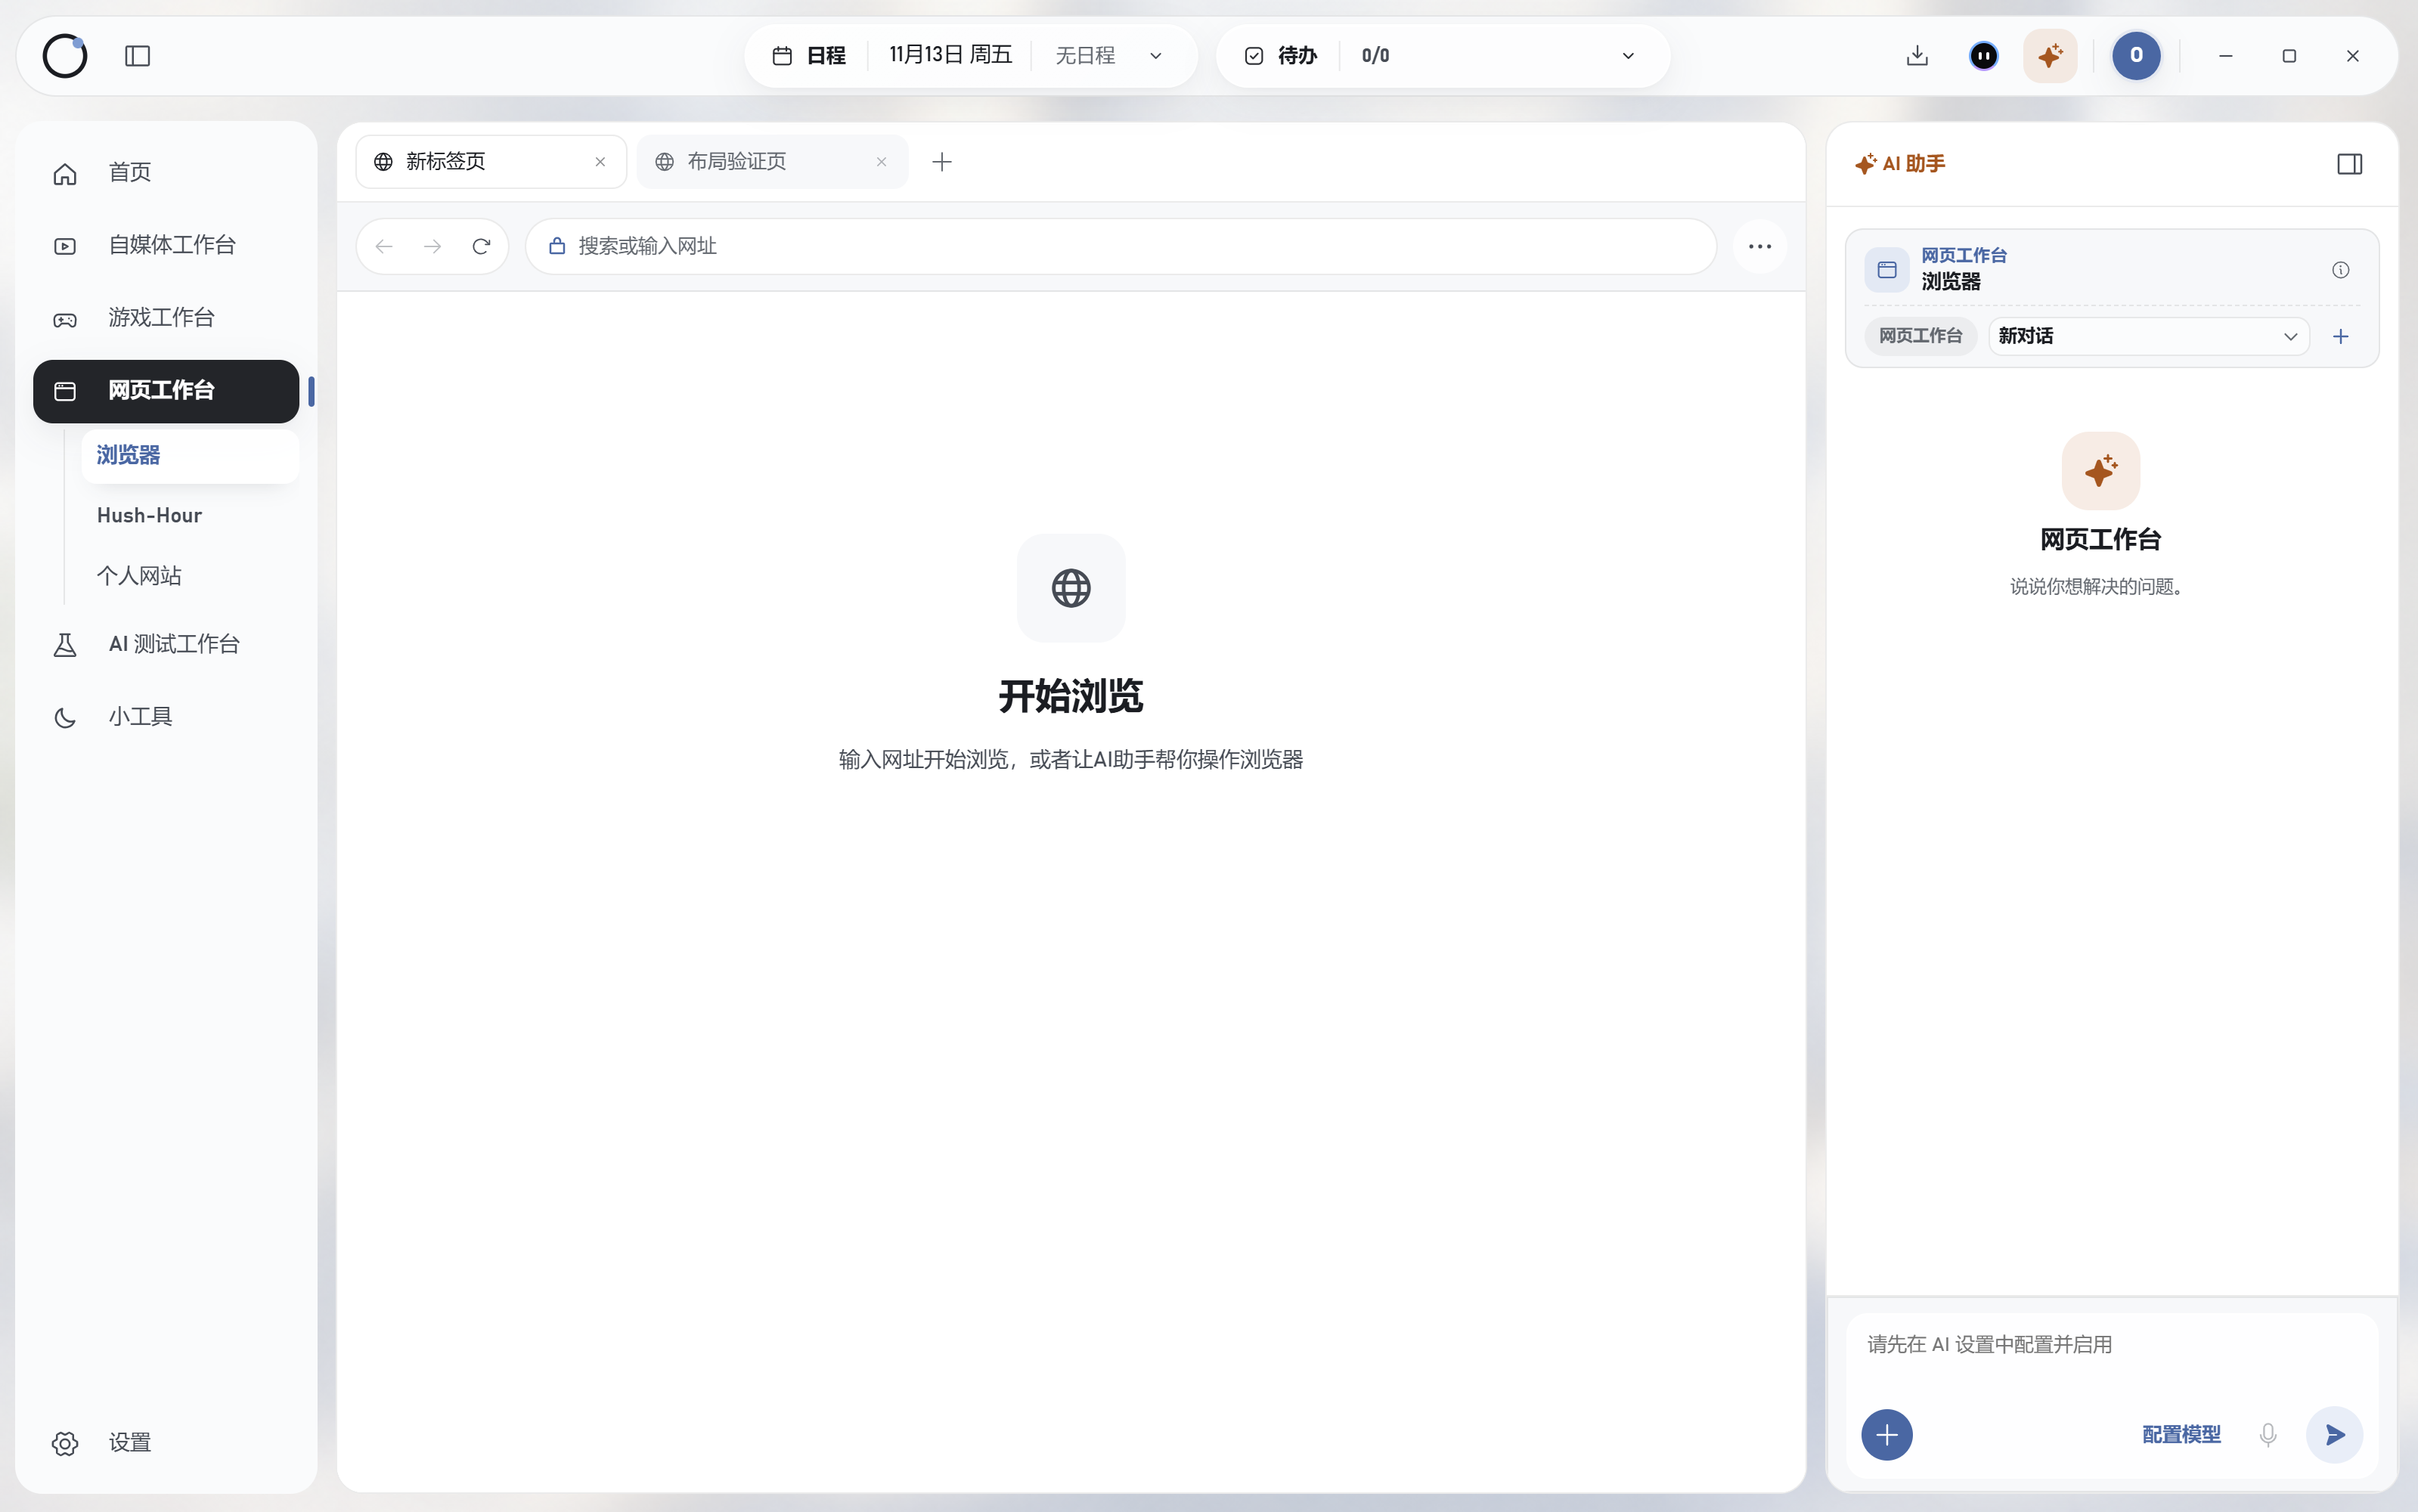 日程 11月13日 周五 无日程
待办 0/0
0
首页
自媒体工作台
游戏工作台
网页工作台
浏览器
Hush-Hour
个人网站
AI 测试工作台
小工具
设置
新标签页
布局验证页
搜索或输入网址
开始浏览
输入网址开始浏览，或者让AI助手帮你操作浏览器
AI 助手
网页工作台
浏览器
网页工作台 新对话
网页工作台
说说你想解决的问题。
请先在 AI 设置中配置并启用
配置模型